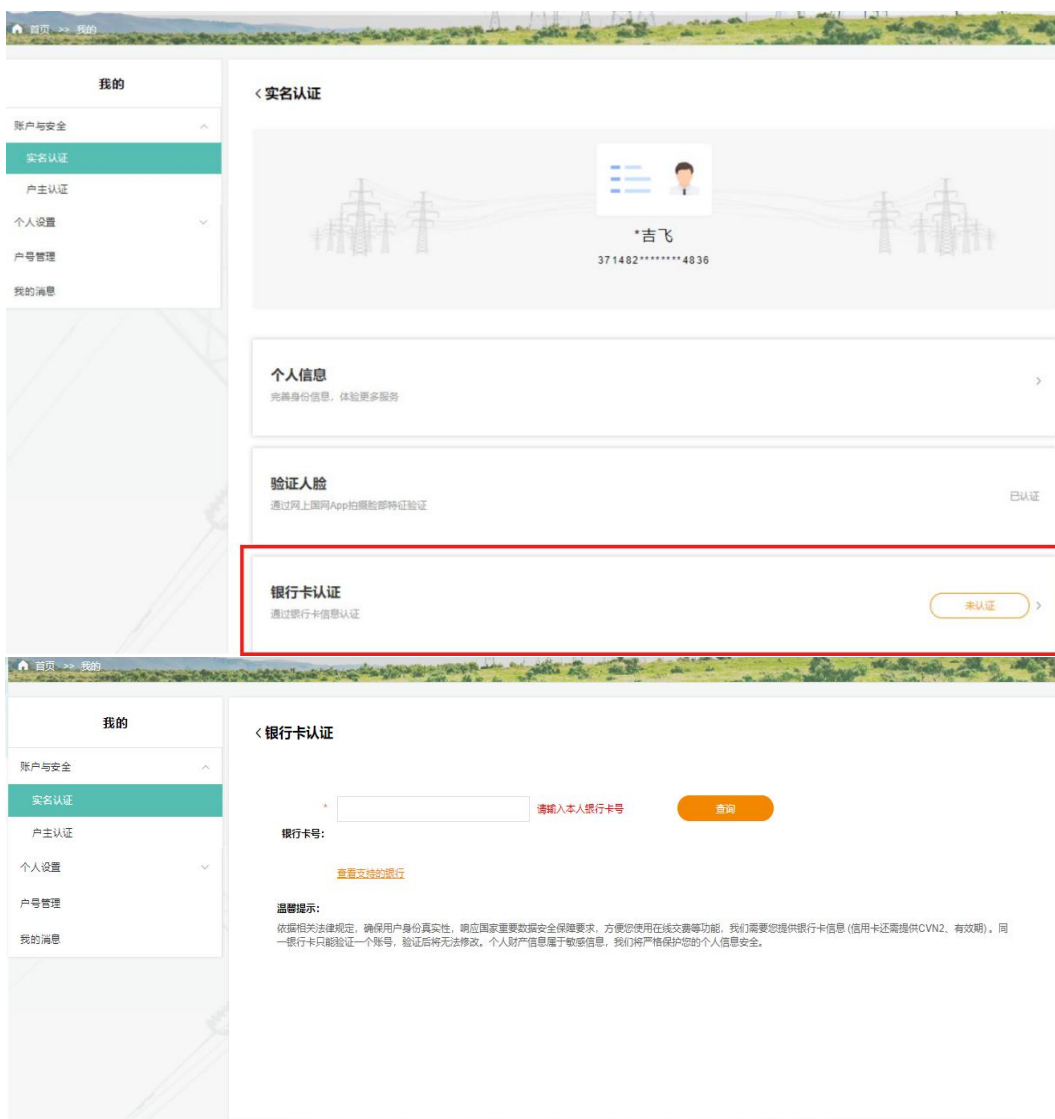 首页 >> 我的
我的
账户与安全
实名认证
户主认证
个人设置
户号管理
我的消息
<实名认证
*吉飞
371482********4836
个人信息
完善身份信息，体验更多服务
验证人脸
通过网上国网App拍摄脸部特征验证
已认证
银行卡认证
通过银行卡信息认证
未认证
首页 >> 我的
我的
账户与安全
实名认证
户主认证
个人设置
户号管理
我的消息
<银行卡认证
* 请输入本人银行卡号 查询
银行卡号：
查看支持的银行
温馨提示：
依据相关法律规定，确保用户身份真实性，响应国家重要数据安全保障要求，方便您使用在线交费等功能，我们需要您提供银行卡信息(信用卡还需提供CVN2、有效期)。同
一银行卡只能验证一个账号，验证后将无法修改。个人财产信息属于敏感信息，我们将严格保护您的个人信息安全。